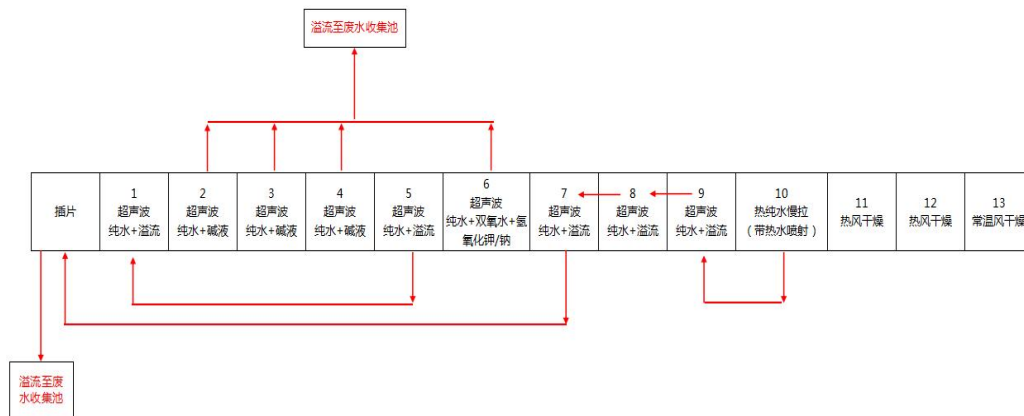 溢流至废水收集池
插片
1
超声波
纯水+溢流
2
超声波
纯水+碱液
3
超声波
纯水+碱液
4
超声波
纯水+碱液
5
超声波
纯水+溢流
6
超声波
纯水+双氧水+氢
氧化钾/钠
7
超声波
纯水+溢流
8
超声波
纯水+溢流
9
超声波
纯水+溢流
10
热纯水慢拉
（带热水喷射）
11
热风干燥
12
热风干燥
13
常温风干燥
溢流至废
水收集池